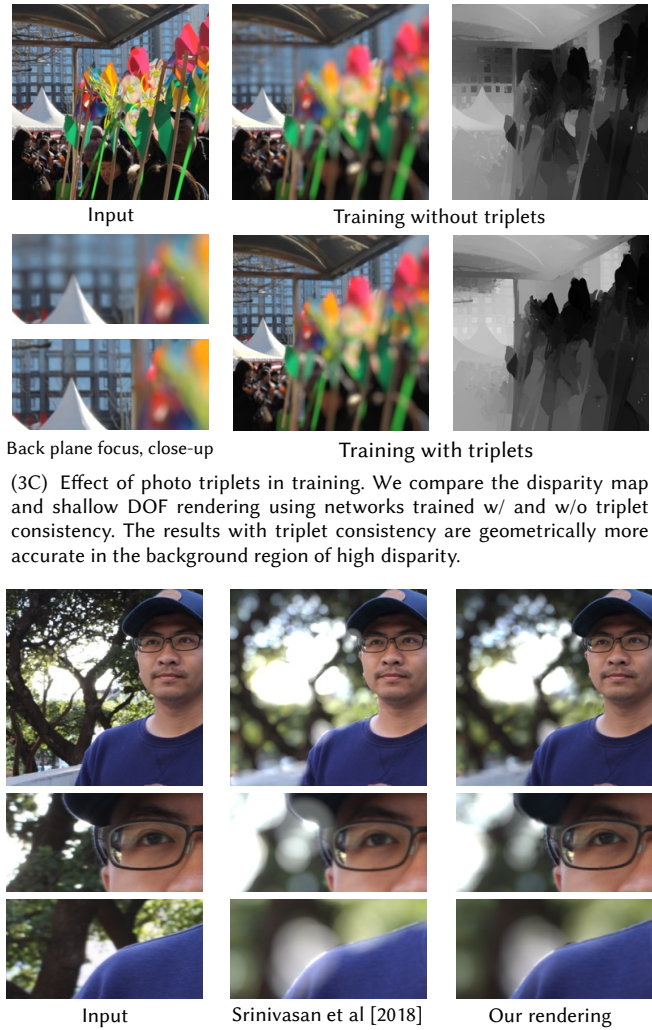 Input
Training without triplets
Back plane focus, close-up
Training with triplets
(3C) Effect of photo triplets in training. We compare the disparity map
and shallow DOF rendering using networks trained w/ and w/o triplet
consistency. The results with triplet consistency are geometrically more
accurate in the background region of high disparity.
Input
Srinivasan et al [2018]
Our rendering